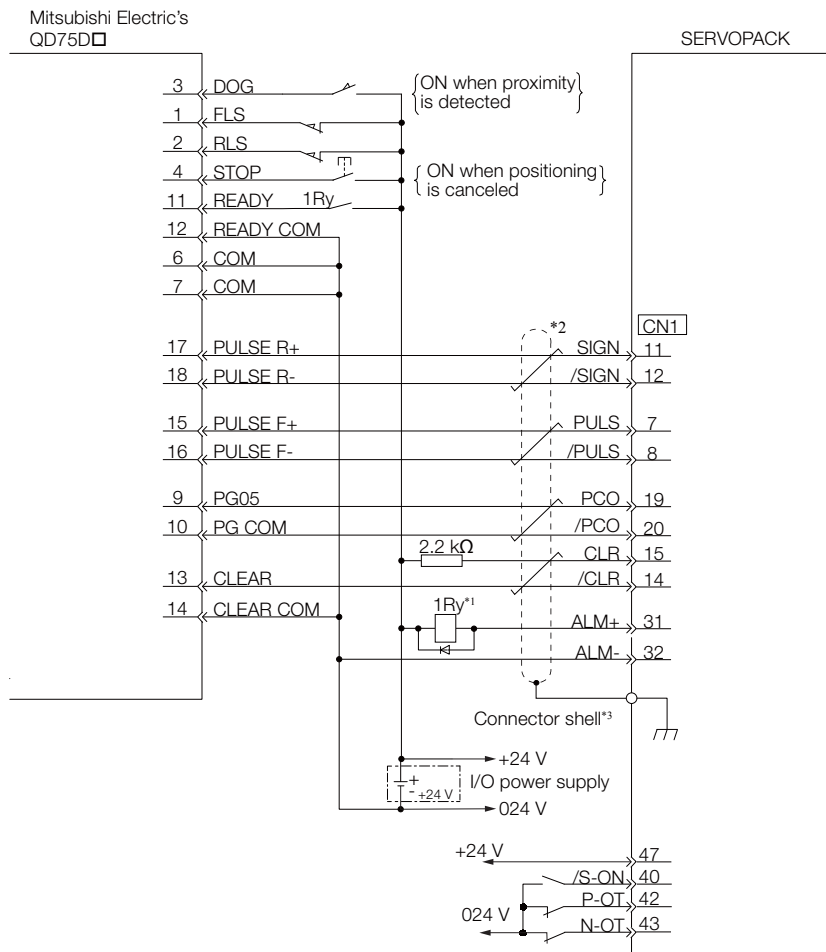 Mitsubishi Electric's
QD75D□
SERVOPACK
3 DOG
ON when proximity
is detected
1 FLS
2 RLS
4 STOP
ON when positioning
is canceled
11 READY 1Ry
12 READY COM
6 COM
7 COM
*2
CN1
17 PULSE R+ SIGN 11
18 PULSE R- /SIGN 12
15 PULSE F+ PULS 7
16 PULSE F- /PULS 8
9 PG05 PCO 19
10 PG COM /PCO 20
2.2 kΩ CLR 15
13 CLEAR /CLR 14
14 CLEAR COM
1Ry*1 ALM+ 31
ALM- 32
Connector shell*3
+24 V
+ - +24 V
I/O power supply
024 V
+24 V 47
/S-ON 40
P-OT 42
024 V
N-OT 43